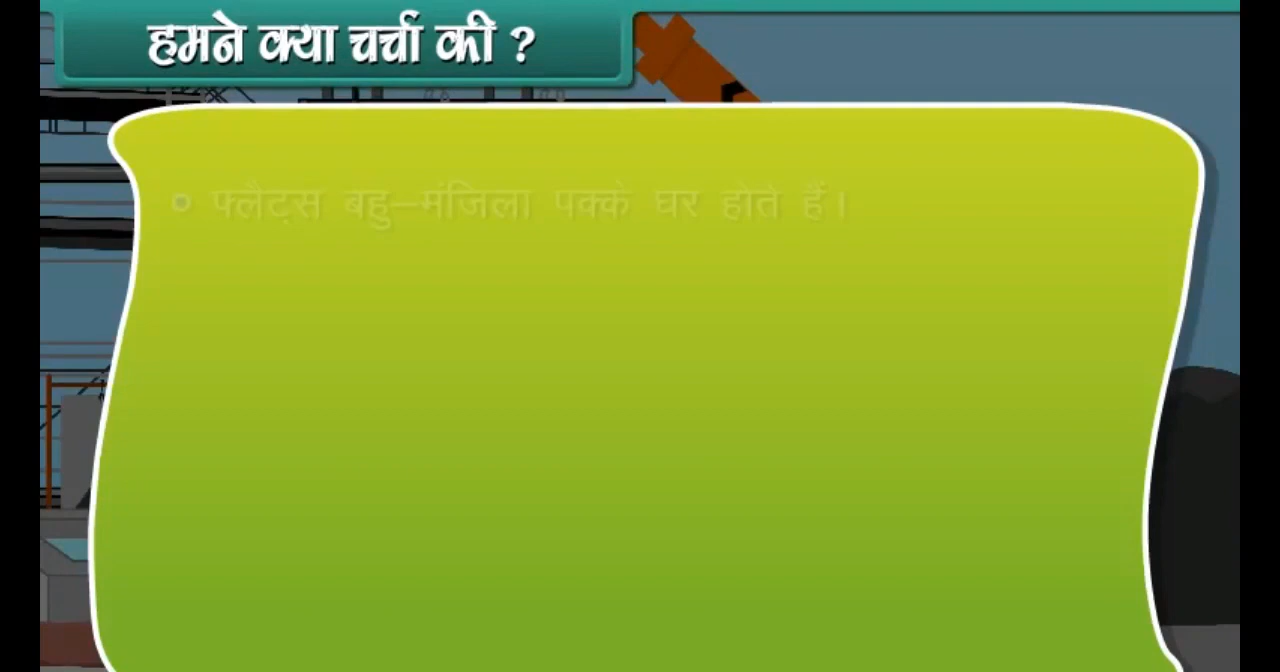 हमने क्या चर्चा की ?
• फ्लैट्स बहु–मंजिला पक्के घर होते हैं।